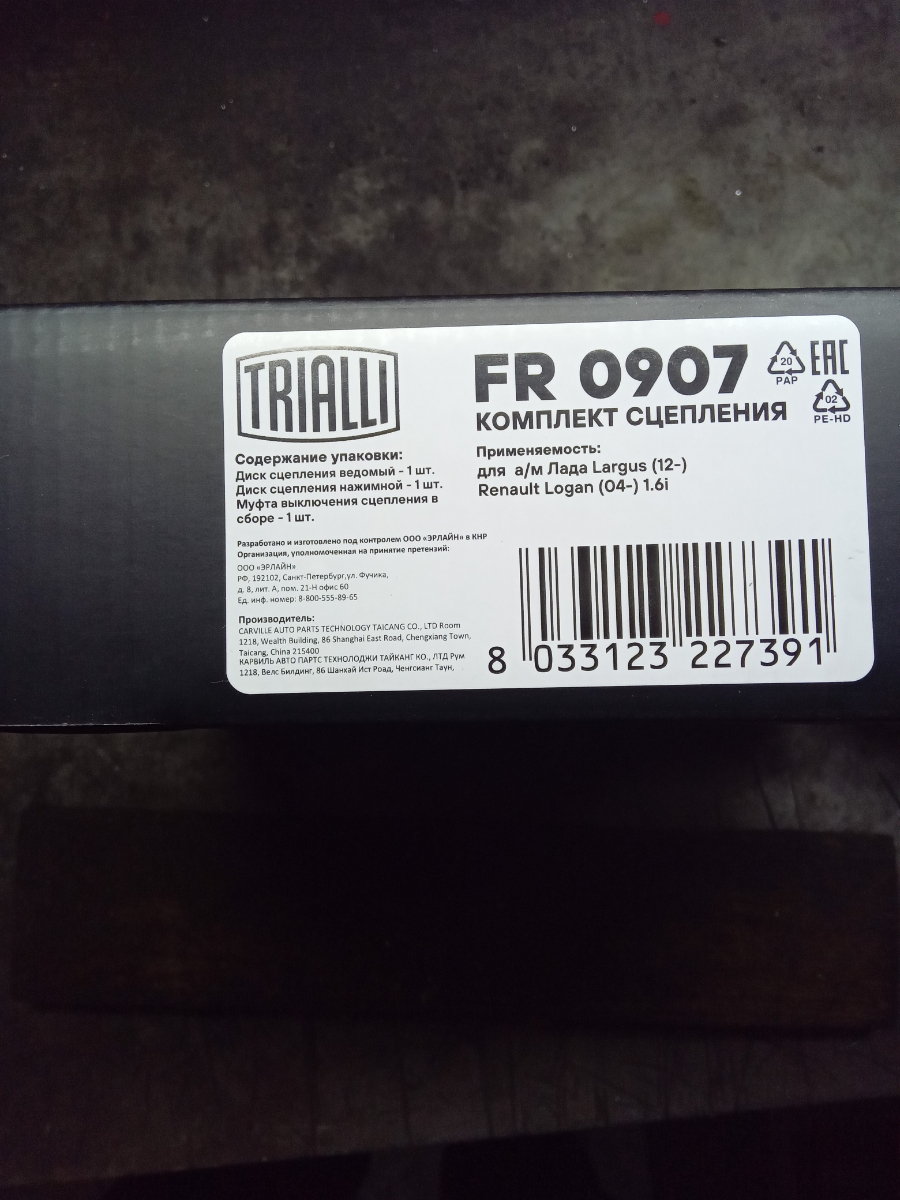 TRIALLI
FR 0907
КОМПЛЕКТ СЦЕПЛЕНИЯ
20
PAP
EAC
02
PE-HD
Содержание упаковки:
Диск сцепления ведомый - 1 шт.
Диск сцепления нажимной - 1 шт.
Муфта выключения сцепления в
сборе - 1 шт.
Применяемость:
для а/м Лада Largus (12-)
Renault Logan (04-) 1.6i
Разработано и изготовлено под контролем ООО «ЭРЛАЙН» в КНР
Организация, уполномоченная на принятие претензий:
ООО «ЭРЛАЙН»
РФ, 192102, Санкт-Петербург,ул. Фучика,
д. 8, лит. А, пом. 21-Н офис 60
Ед. инф. номер: 8-800-555-89-65
Производитель:
CARVILLE AUTO PARTS TECHNOLOGY TAICANG CO., LTD Room
1218, Wealth Building, 86 Shanghai East Road, Chengxiang Town,
Taicang, China 215400
КАРВИЛЬ АВТО ПАРТС ТЕХНОЛОДЖИ ТАЙКАНГ КО., ЛТД Рум
1218, Велс Билдинг, 86 Шанхай Ист Роад, Ченгсианг Таун,
8 033123 227391